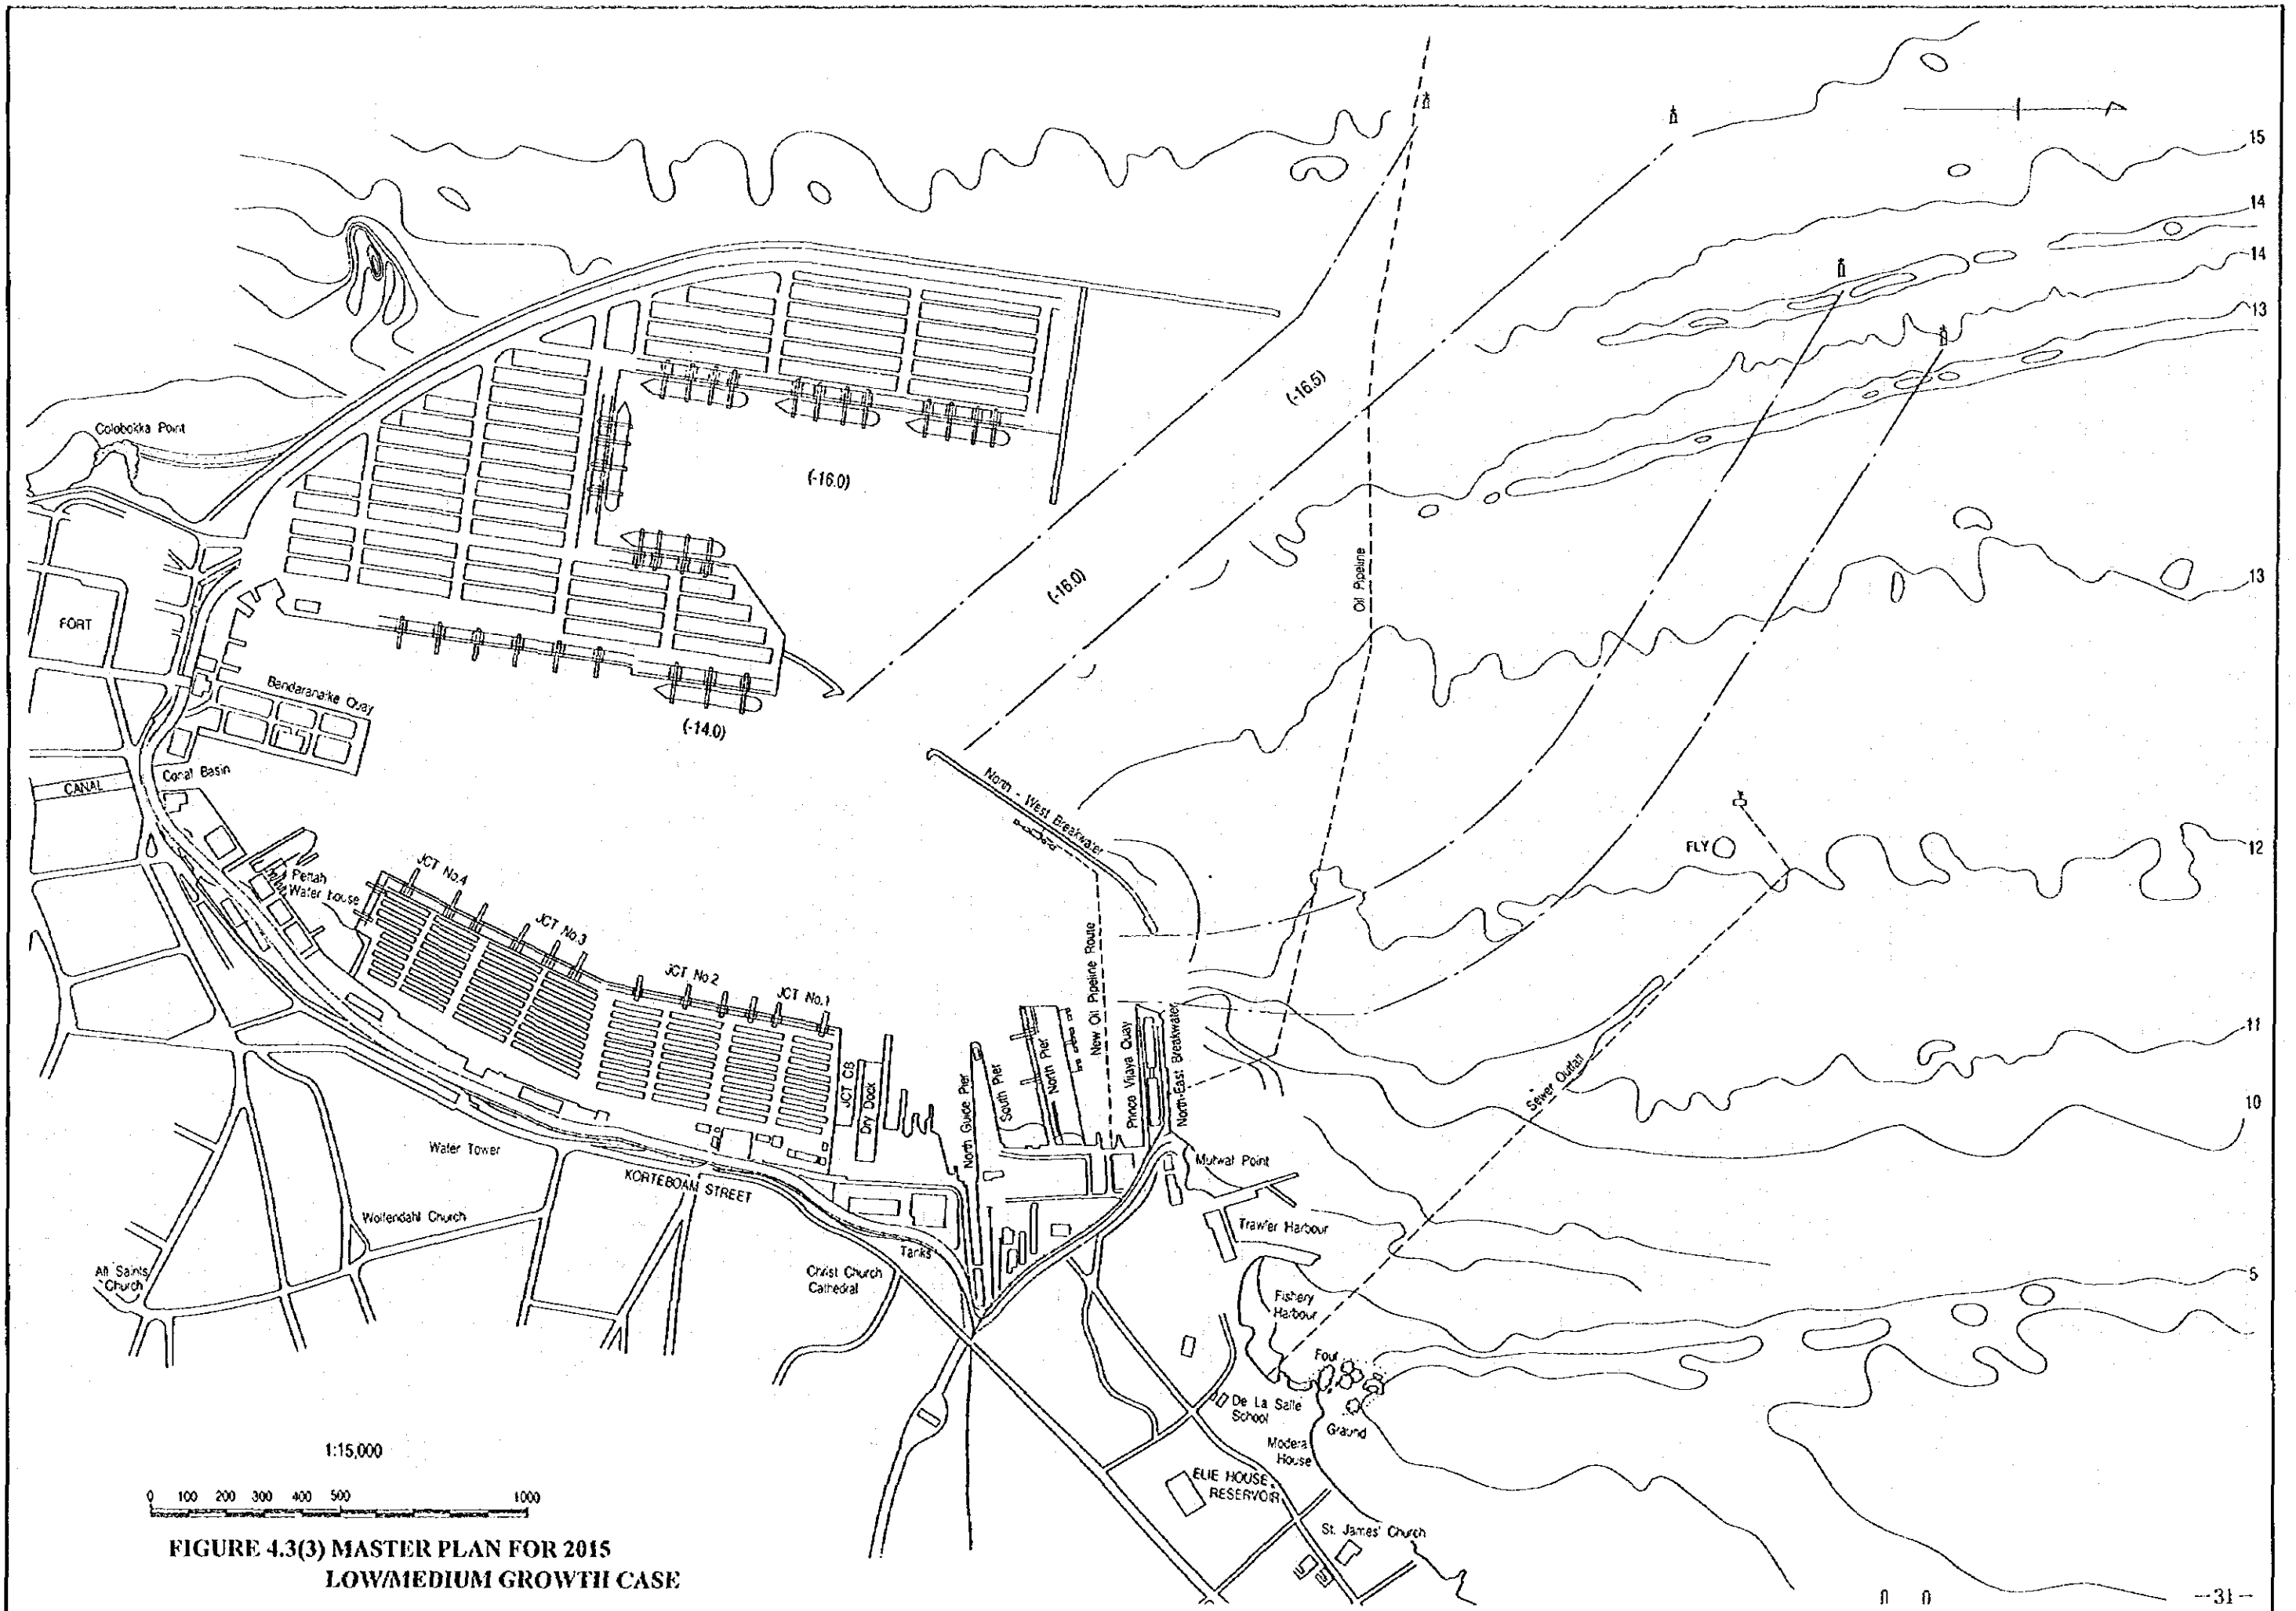 15
14
14
13
Colobokka Point
(-16.5)
(-16.0)
(-16.0)
Oil Pipeline
13
FORT
Bandaranaike Quay
(-14.0)
Canal Basin
CANAL
North - West Breakwater
FLY
12
Pettah
Water house
JCT No.4
JCT No.3
JCT No.2
JCT No.1
New Oil Pipeline Route
11
JCT CB
Dry Dock
North Guide Pier
South Pier
North Pier
Prince Vijaya Quay
North-East Breakwater
Sewer Outfall
10
Water Tower
KORTEBOAM STREET
Mutwal Point
Wolfendahl Church
Trawler Harbour
Tanks
All Saints
Church
Christ Church
Cathedral
5
Fishery
Harbour
Foul
De La Salle
School
Ground
Modera
House
1:15,000
ELIE HOUSE
RESERVOIR
0 100 200 300 400 500 1000
St. James' Church
FIGURE 4.3(3) MASTER PLAN FOR 2015
LOW/MEDIUM GROWTH CASE
--31--